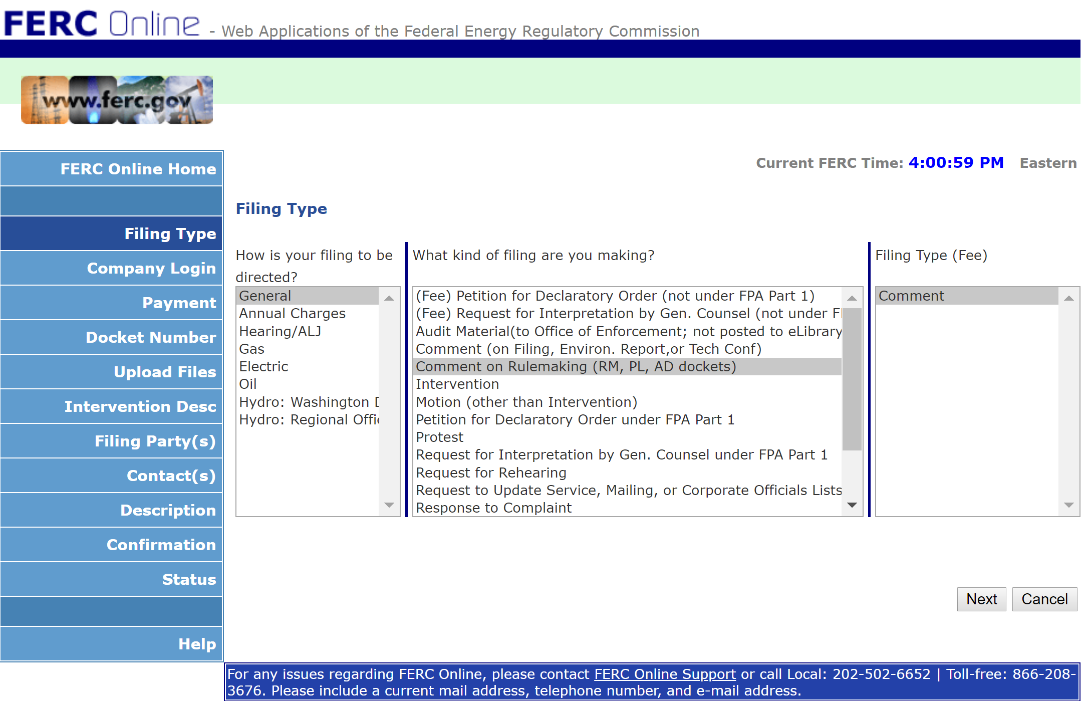 FERC Online - Web Applications of the Federal Energy Regulatory Commission
www.ferc.gov
Current FERC Time: 4:00:59 PM Eastern
FERC Online Home
Filing Type
Company Login
Payment
Docket Number
Upload Files
Intervention Desc
Filing Party(s)
Contact(s)
Description
Confirmation
Status
Help
Filing Type
How is your filing to be
directed?
General
Annual Charges
Hearing/ALJ
Gas
Electric
Oil
Hydro: Washington
Hydro: Regional Offi
What kind of filing are you making?
(Fee) Petition for Declaratory Order (not under FPA Part 1)
(Fee) Request for Interpretation by Gen. Counsel (not under F
Audit Material(to Office of Enforcement; not posted to eLibrary
Comment (on Filing, Environ. Report,or Tech Conf)
Comment on Rulemaking (RM, PL, AD dockets)
Intervention
Motion (other than Intervention)
Petition for Declaratory Order under FPA Part 1
Protest
Request for Interpretation by Gen. Counsel under FPA Part 1
Request for Rehearing
Request to Update Service, Mailing, or Corporate Officials Lists
Response to Complaint
Filing Type (Fee)
Comment
Next
Cancel
For any issues regarding FERC Online, please contact FERC Online Support or call Local: 202-502-6652 | Toll-free: 866-208-
3676. Please include a current mail address, telephone number, and e-mail address.